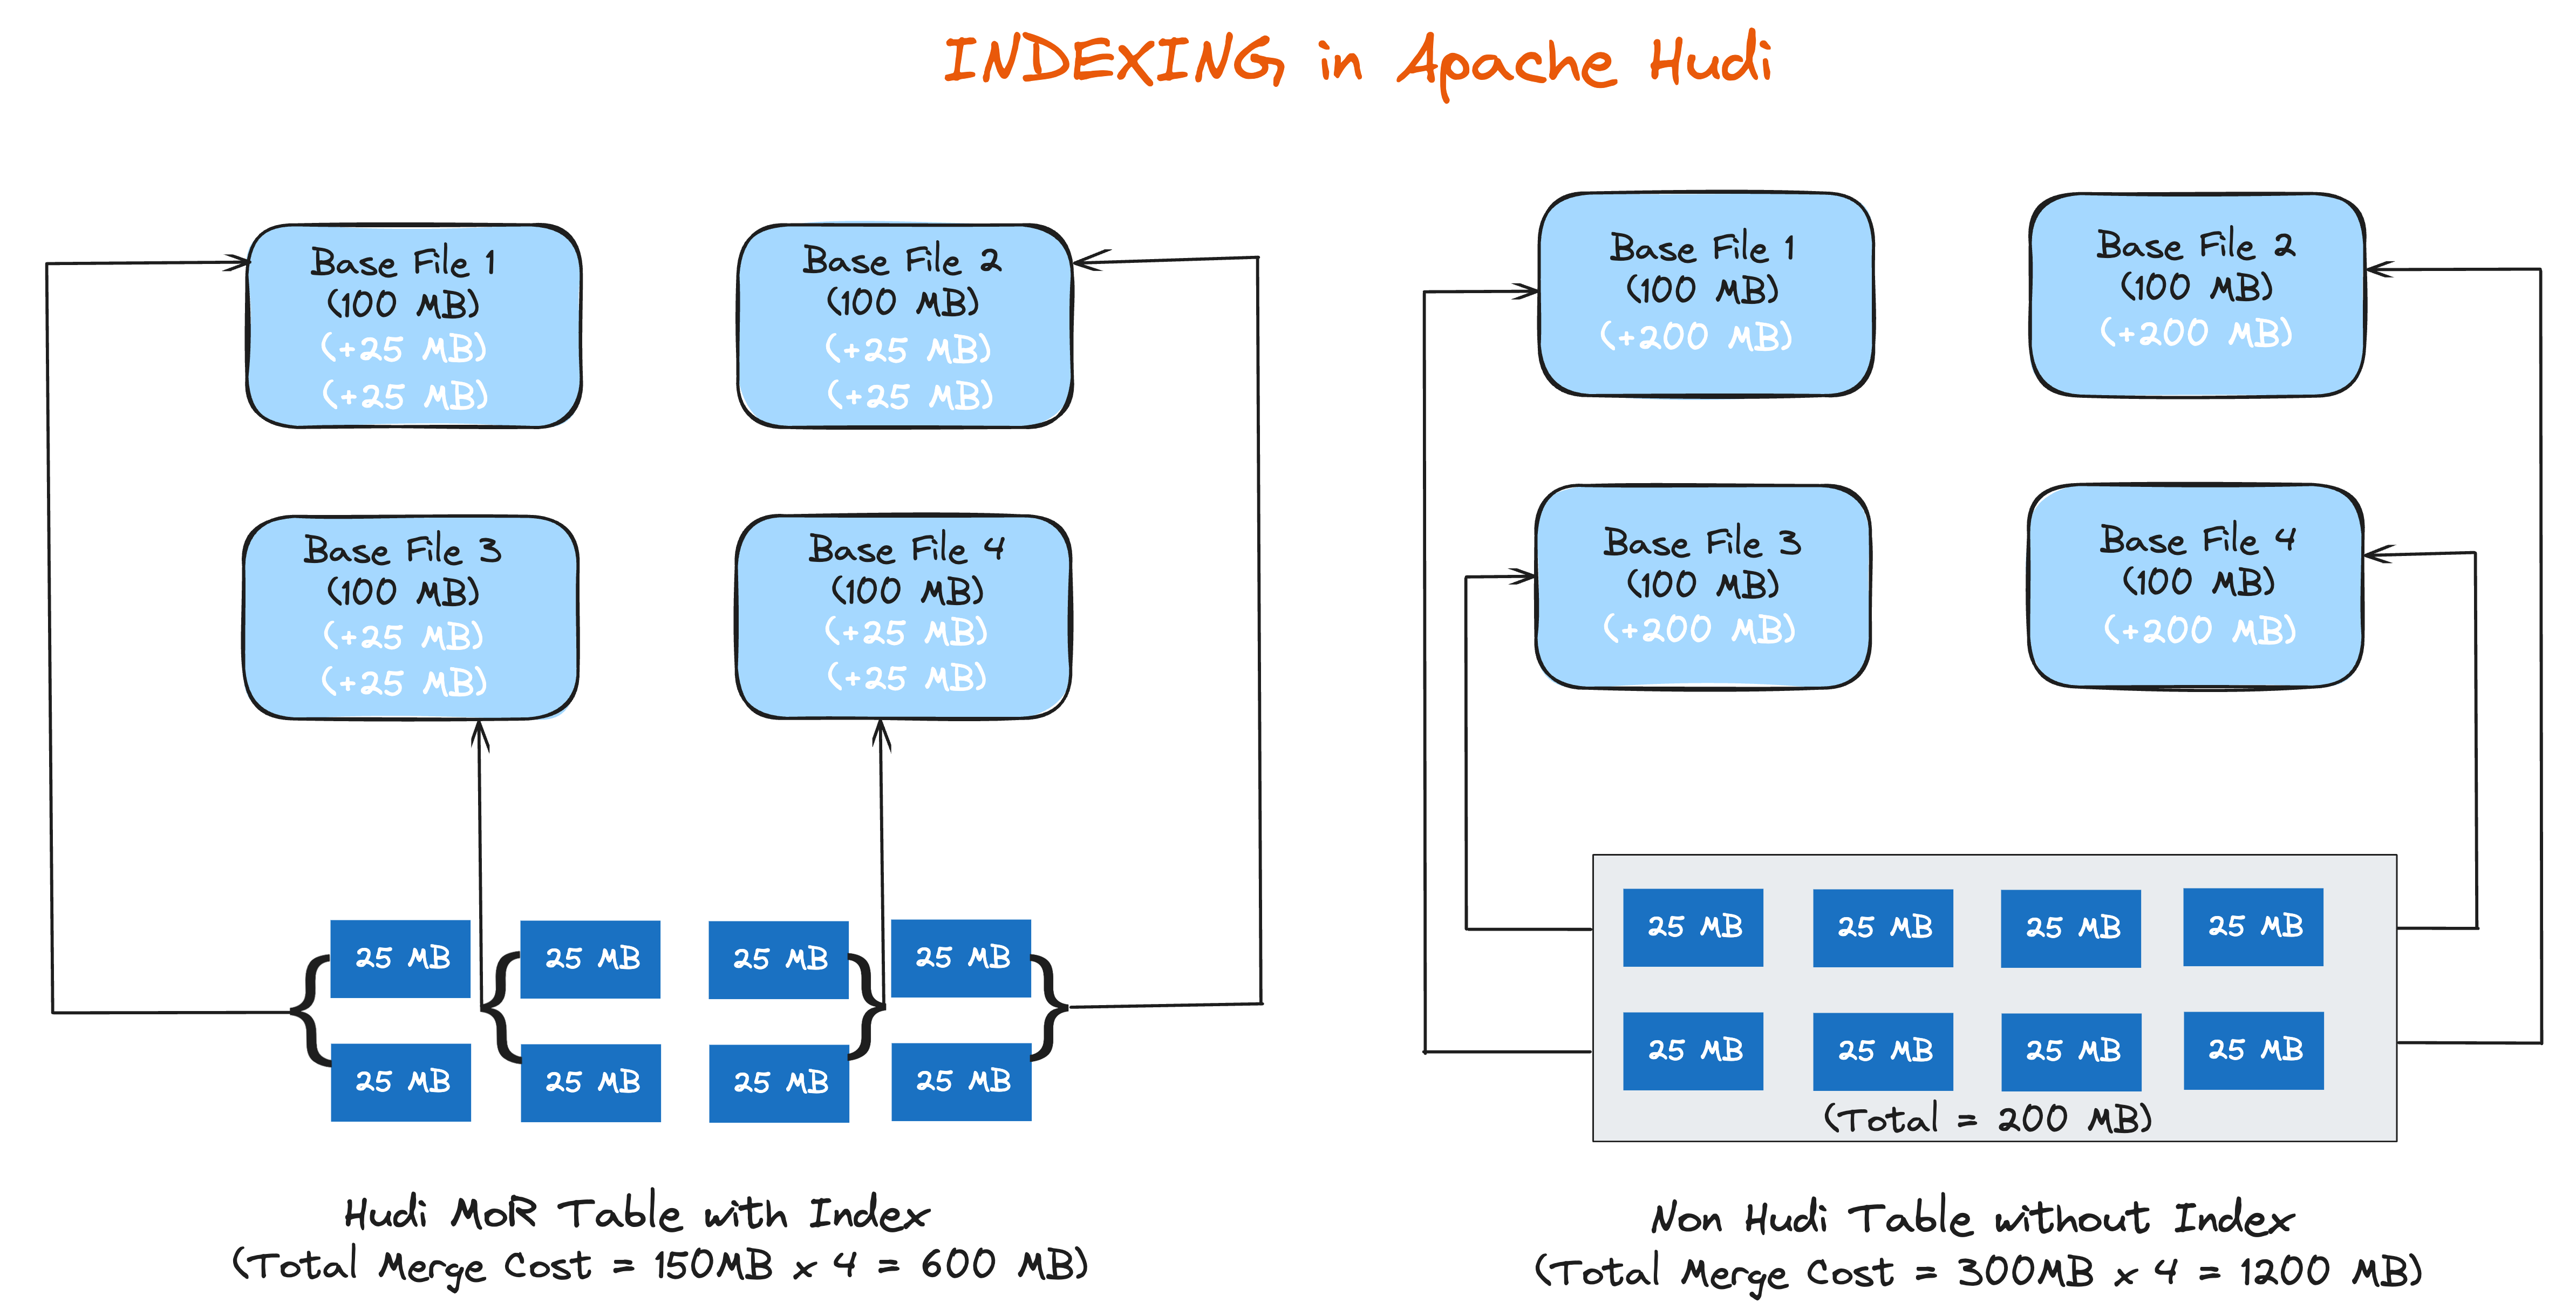 INDEXING in Apache Hudi
Base File 1
(100 MB)
(+25 MB)
(+25 MB)
Base File 2
(100 MB)
(+25 MB)
(+25 MB)
Base File 3
(100 MB)
(+25 MB)
(+25 MB)
Base File 4
(100 MB)
(+25 MB)
(+25 MB)
25 MB
25 MB
25 MB
25 MB
25 MB
25 MB
25 MB
25 MB
Hudi MoR Table with Index
(Total Merge Cost = 150MB x 4 = 600 MB)
Base File 1
(100 MB)
(+200 MB)
Base File 2
(100 MB)
(+200 MB)
Base File 3
(100 MB)
(+200 MB)
Base File 4
(100 MB)
(+200 MB)
25 MB
25 MB
25 MB
25 MB
25 MB
25 MB
25 MB
25 MB
(Total = 200 MB)
Non Hudi Table without Index
(Total Merge Cost = 300MB x 4 = 1200 MB)